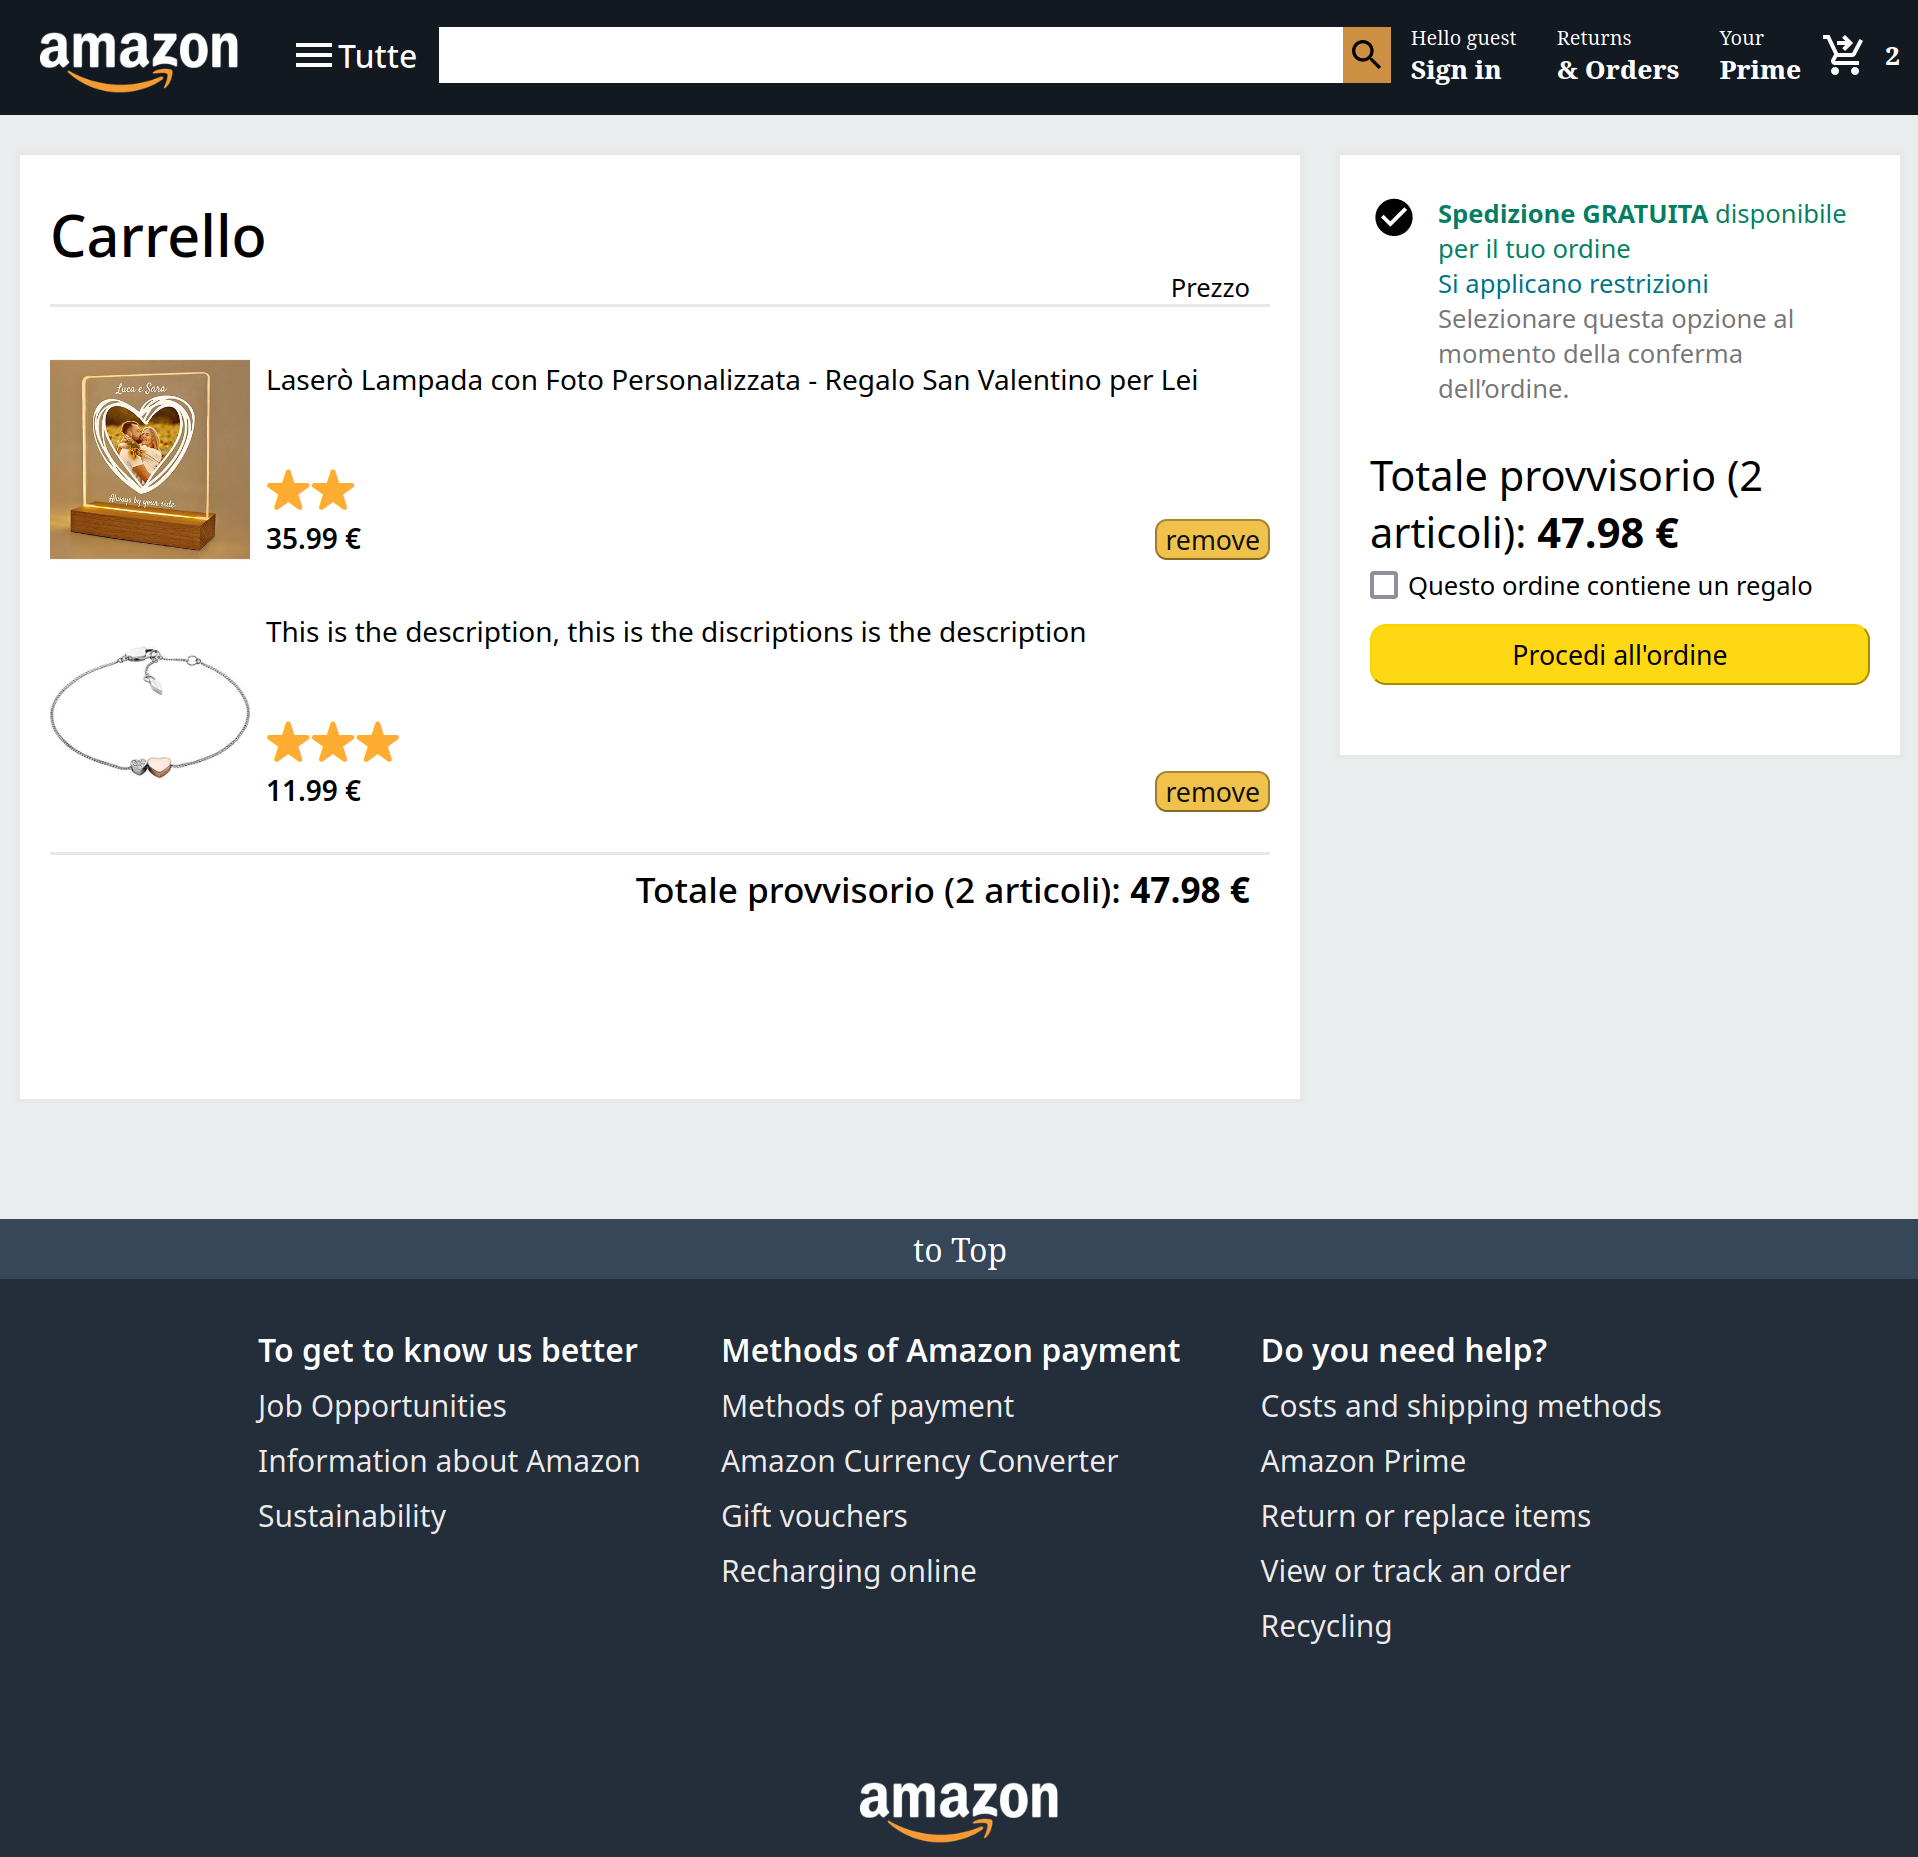 amazon
Tutte
Hello guest
Sign in
Returns
& Orders
Your
Prime
2
Carrello
Prezzo
Luca e Sara
Always by your side
Laserò Lampada con Foto Personalizzata - Regalo San Valentino per Lei
35.99 €
remove
This is the description, this is the discriptions is the description
11.99 €
remove
Totale provvisorio (2 articoli): 47.98 €
Spedizione GRATUITA disponibile
per il tuo ordine
Si applicano restrizioni
Selezionare questa opzione al
momento della conferma
dell’ordine.
Totale provvisorio (2
articoli): 47.98 €
Questo ordine contiene un regalo
Procedi all'ordine
to Top
To get to know us better
Job Opportunities
Information about Amazon
Sustainability
Methods of Amazon payment
Methods of payment
Amazon Currency Converter
Gift vouchers
Recharging online
Do you need help?
Costs and shipping methods
Amazon Prime
Return or replace items
View or track an order
Recycling
amazon